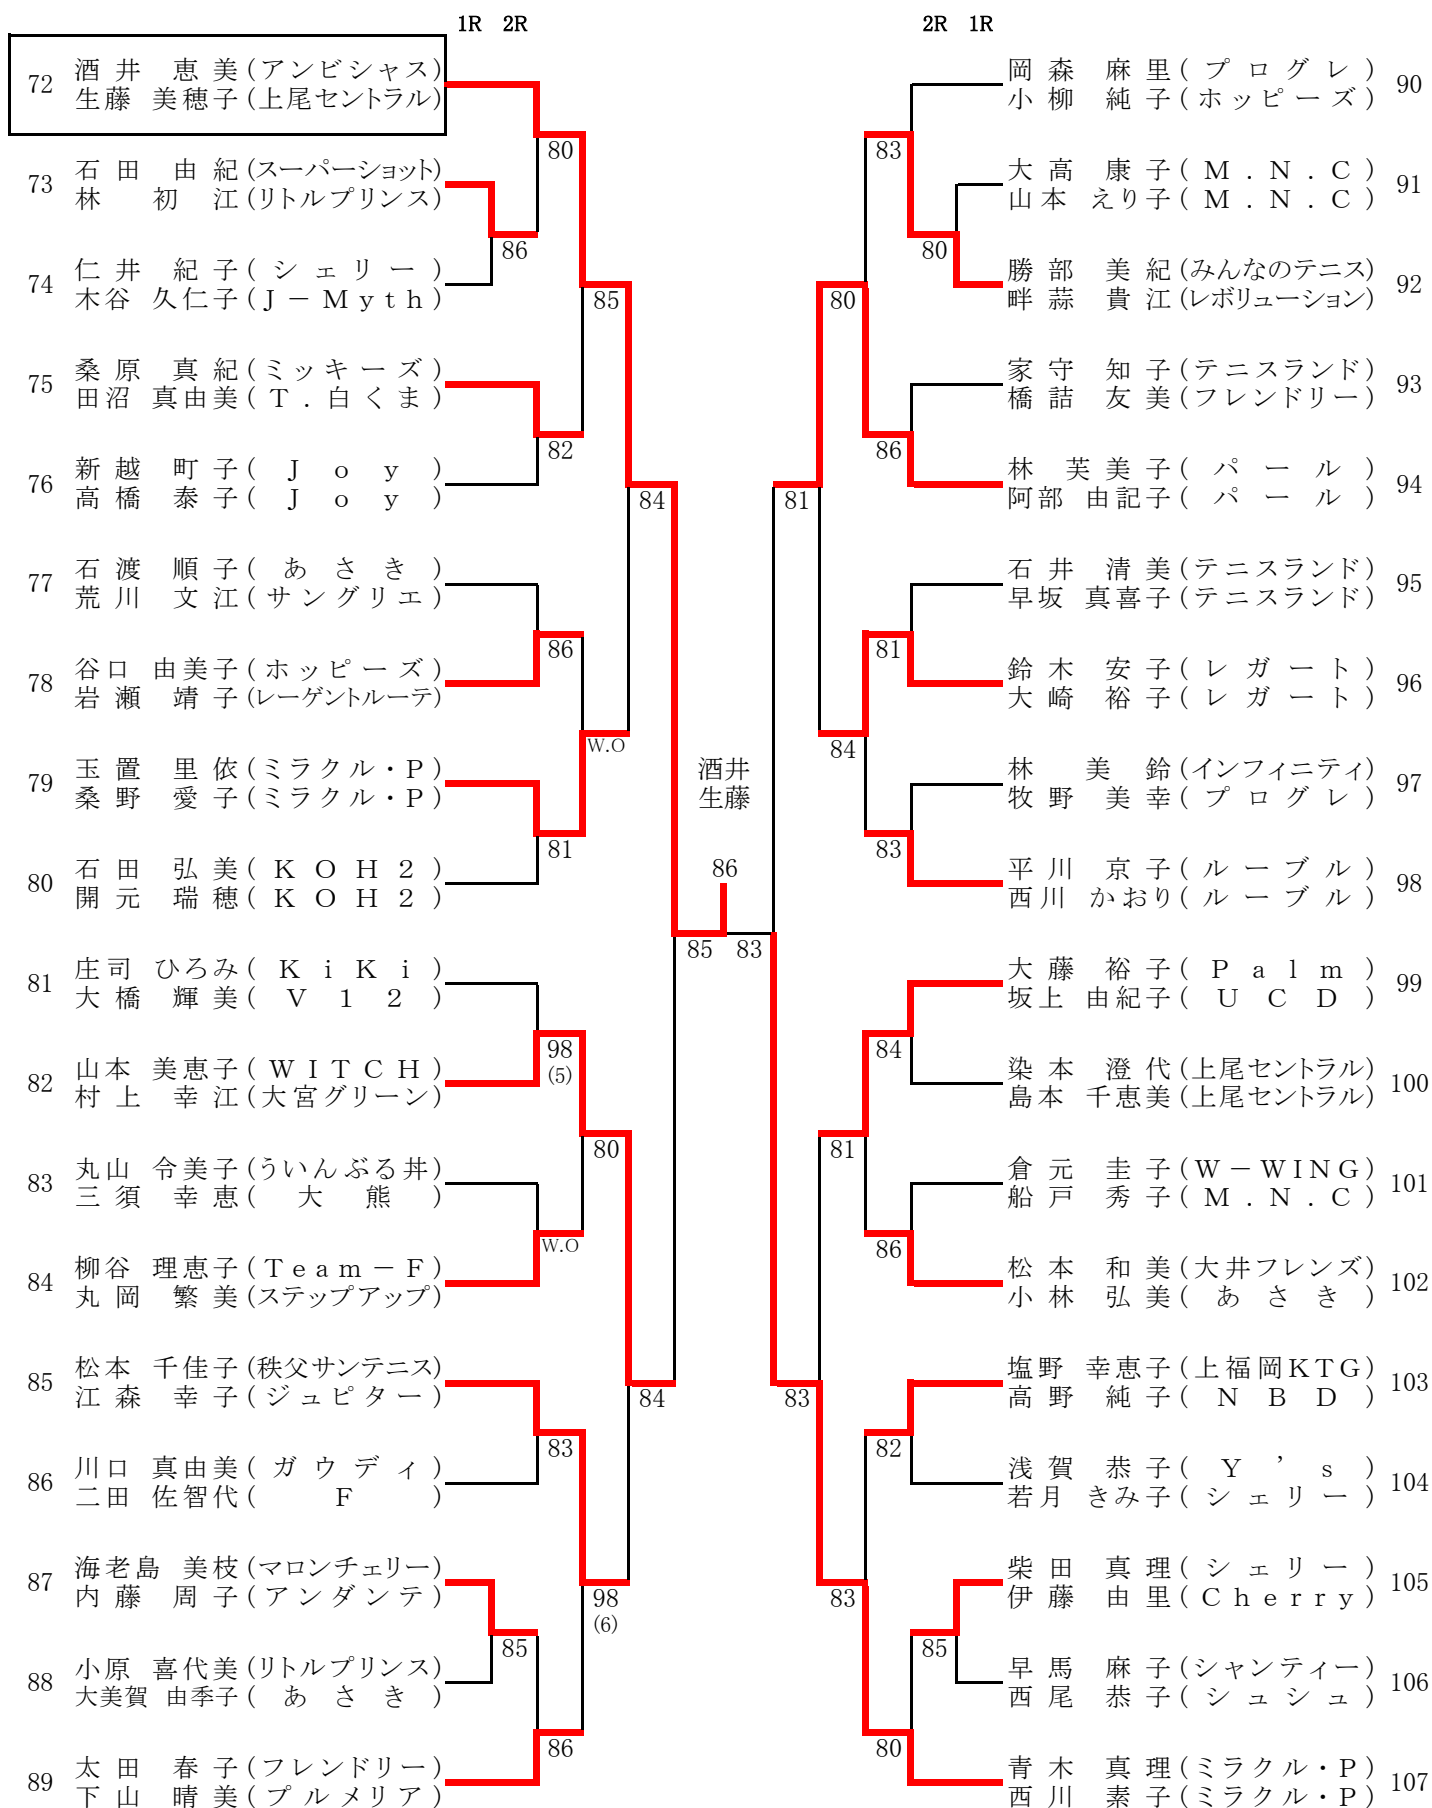 1R 2R
72 酒井 恵美(アンビシャス)
生藤 美穂子(上尾セントラル)
80
73 石田 由紀(スーパーショット)
林 初江(リトルプリンス)
86
74 仁井 紀子(シェリー)
木谷 久仁子(J－Myth)
85
75 桑原 真紀(ミッキーズ)
田沼 真由美(T.白くま)
82
76 新越 町子(Joy)
高橋 泰子(Joy)
84
77 石渡 順子(あさき)
荒川 文江(サングリエ)
86
78 谷口 由美子(ホッピーズ)
岩瀬 靖子(レーゲントルーテ)
W.O
79 玉置 里依(ミラクル・P)
桑野 愛子(ミラクル・P)
81
80 石田 弘美(KOH2)
開元 瑞穂(KOH2)
85
81 庄司 ひろみ(KiKi)
大橋 輝美(V12)
98
(5)
82 山本 美恵子(WITCH)
村上 幸江(大宮グリーン)
80
83 丸山 令美子(ういんぶる丼)
三須 幸恵(大熊)
W.O
84 柳谷 理恵子(Team－F)
丸岡 繁美(ステップアップ)
85 松本 千佳子(秩父サンテニス)
江森 幸子(ジュピター)
84
83
86 川口 真由美(ガウディ)
二田 佐智代(F)
87 海老島 美枝(マロンチェリー)
内藤 周子(アンダンテ)
98
(6)
85
88 小原 喜代美(リトルプリンス)
大美賀 由季子(あさき)
86
89 太田 春子(フレンドリー)
下山 晴美(プルメリア)
酒井
生藤
86
2R 1R
岡森 麻里(プログレ) 90
小柳 純子(ホッピーズ)
83
大高 康子(M.N.C) 91
山本 えり子(M.N.C)
80
勝部 美紀(みんなのテニス) 92
畔蒜 貴江(レボリューション)
80
家守 知子(テニスランド) 93
橋詰 友美(フレンドリー)
86
林 芙美子(パール) 94
阿部 由記子(パール)
81
石井 清美(テニスランド) 95
早坂 真喜子(テニスランド)
81
鈴木 安子(レガート) 96
大崎 裕子(レガート)
84
林 美鈴(インフィニティ) 97
牧野 美幸(プログレ)
83
平川 京子(ルーブル) 98
西川 かおり(ルーブル)
83
大藤 裕子(Palm) 99
坂上 由紀子(UCD)
84
染本 澄代(上尾セントラル) 100
島本 千恵美(上尾セントラル)
81
倉元 圭子(W－WING) 101
船戸 秀子(M.N.C)
86
松本 和美(大井フレンズ) 102
小林 弘美(あさき)
塩野 幸恵子(上福岡KTG) 103
高野 純子(NBD)
83
82
浅賀 恭子(Y's) 104
若月 きみ子(シェリー)
柴田 真理(シェリー) 105
伊藤 由里(Cherry)
83
85
早馬 麻子(シャンティー) 106
西尾 恭子(シュシュ)
80
青木 真理(ミラクル・P) 107
西川 素子(ミラクル・P)